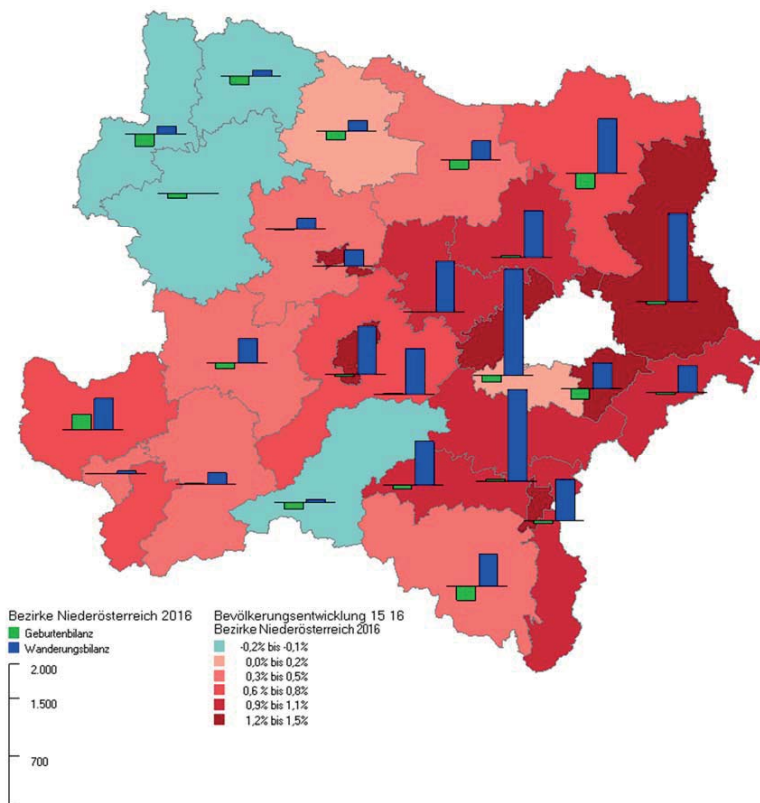 Bezirke Niederösterreich 2016
Geburtenbilanz
Wanderungsbilanz
2.000
1.500
700
Bevölkerungsentwicklung 15 16
Bezirke Niederösterreich 2016
-0,2% bis -0,1%
0,0% bis 0,2%
0,3% bis 0,5%
0,6 % bis 0,8%
0,9% bis 1,1%
1,2% bis 1,5%